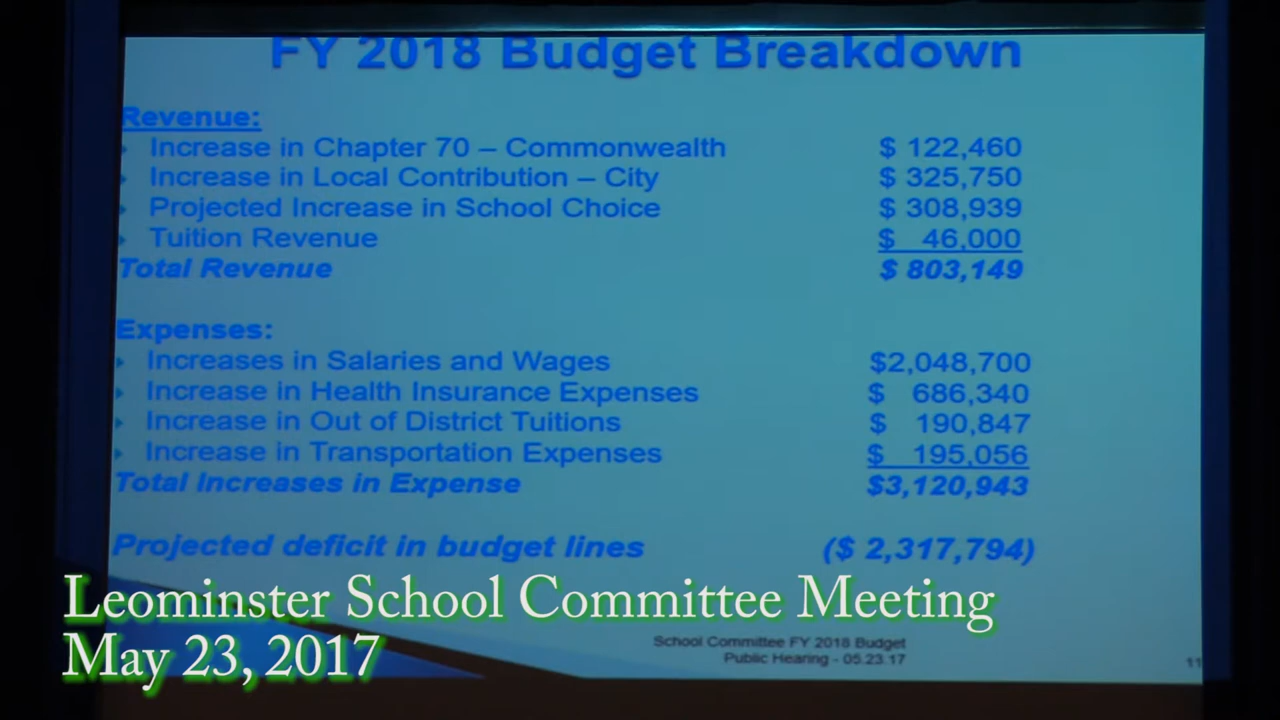 FY 2018 Budget Breakdown
Revenue:
Increase in Chapter 70 – Commonwealth $ 122,460
Increase in Local Contribution – City $ 325,750
Projected Increase in School Choice $ 308,939
Tuition Revenue $ 46,000
Total Revenue $ 803,149
Expenses:
Increases in Salaries and Wages $2,048,700
Increase in Health Insurance Expenses $ 686,340
Increase in Out of District Tuitions $ 190,847
Increase in Transportation Expenses $ 195,056
Total Increases in Expense $3,120,943
Projected deficit in budget lines ($ 2,317,794)
Leominster School Committee Meeting
May 23, 2017
School Committee FY 2018 Budget
Public Hearing - 05.23.17
11